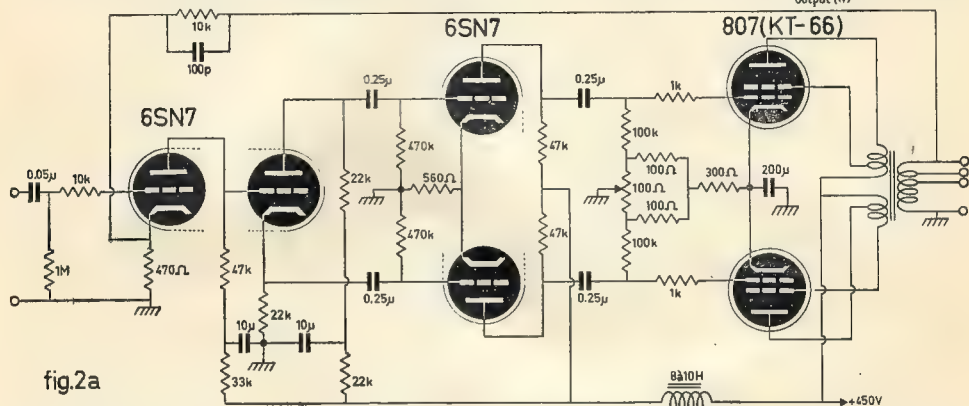 output (n)
10k
100p
6SN7
807(KT-66)
6SN7
0.25µ
0.25µ
1k
0.05µ
10k
470k
560Ω
47k
100k
100Ω
100Ω
100Ω
300Ω
200µ
22k
470k
47k
100k
1M
470Ω
47k
0.25µ
0.25µ
1k
22k
10µ
10µ
33k
22k
8à10H
+450V
fig.2a